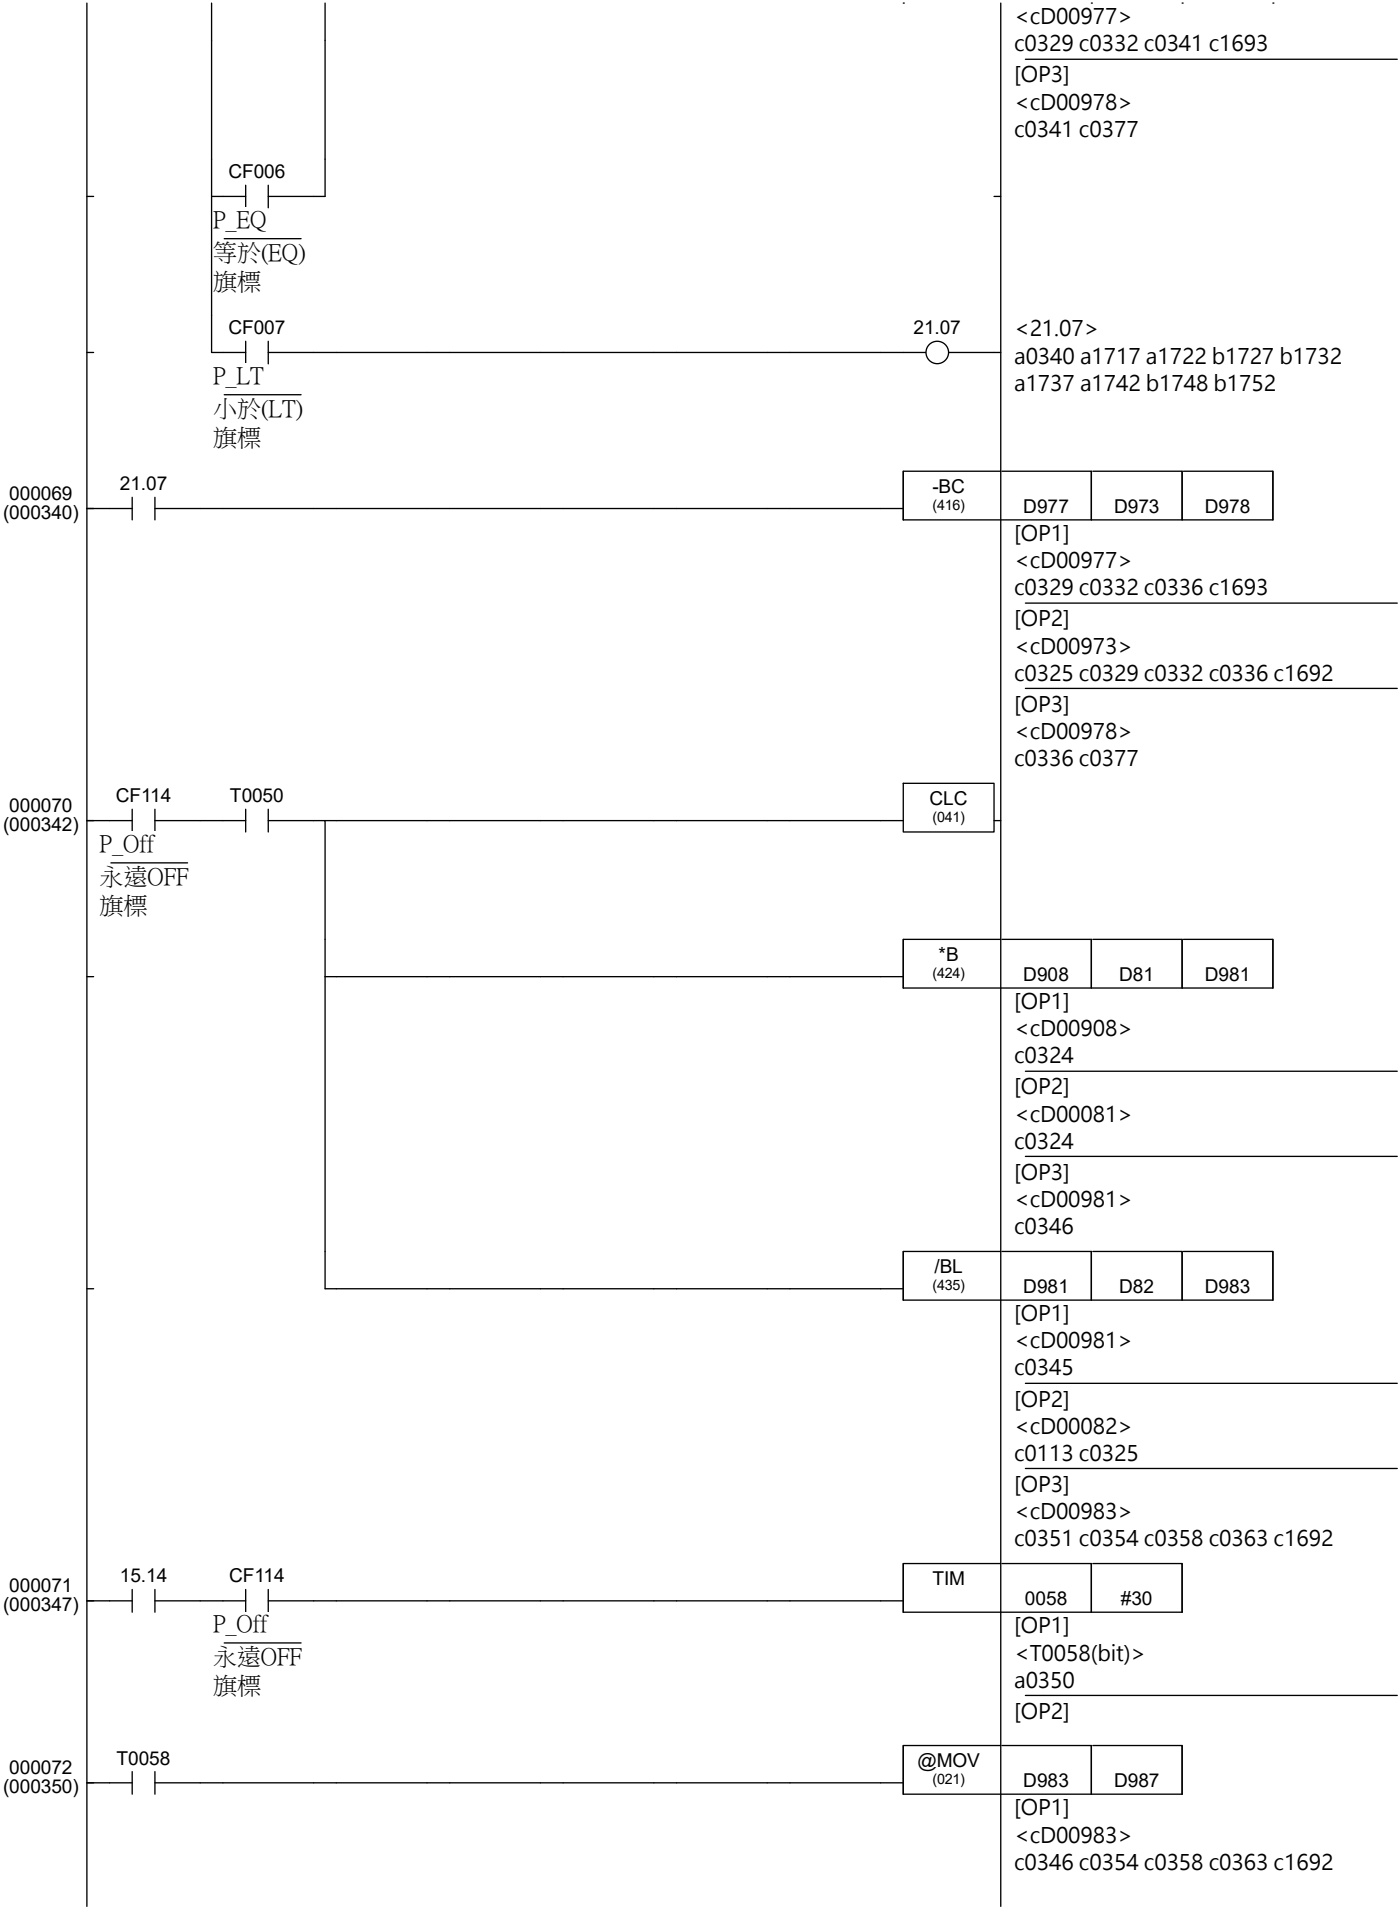 <cD00977>
c0329 c0332 c0341 c1693
[OP3]
<cD00978>
c0341 c0377
CF006
P_EQ
等於(EQ)
旗標
CF007
21.07
<21.07>
a0340 a1717 a1722 b1727 b1732
a1737 a1742 b1748 b1752
P_LT
小於(LT)
旗標
000069
(000340)
21.07
-BC
(416)
D977 D973 D978
[OP1]
<cD00977>
c0329 c0332 c0336 c1693
[OP2]
<cD00973>
c0325 c0329 c0332 c0336 c1692
[OP3]
<cD00978>
c0336 c0377
000070
(000342)
CF114
T0050
CLC
(041)
P_Off
永遠OFF
旗標
*B
(424)
D908 D81 D981
[OP1]
<cD00908>
c0324
[OP2]
<cD00081>
c0324
[OP3]
<cD00981>
c0346
/BL
(435)
D981 D82 D983
[OP1]
<cD00981>
c0345
[OP2]
<cD00082>
c0113 c0325
[OP3]
<cD00983>
c0351 c0354 c0358 c0363 c1692
000071
(000347)
15.14
CF114
P_Off
永遠OFF
旗標
TIM
0058 #30
[OP1]
<T0058(bit)>
a0350
[OP2]
000072
(000350)
T0058
@MOV
(021)
D983 D987
[OP1]
<cD00983>
c0346 c0354 c0358 c0363 c1692